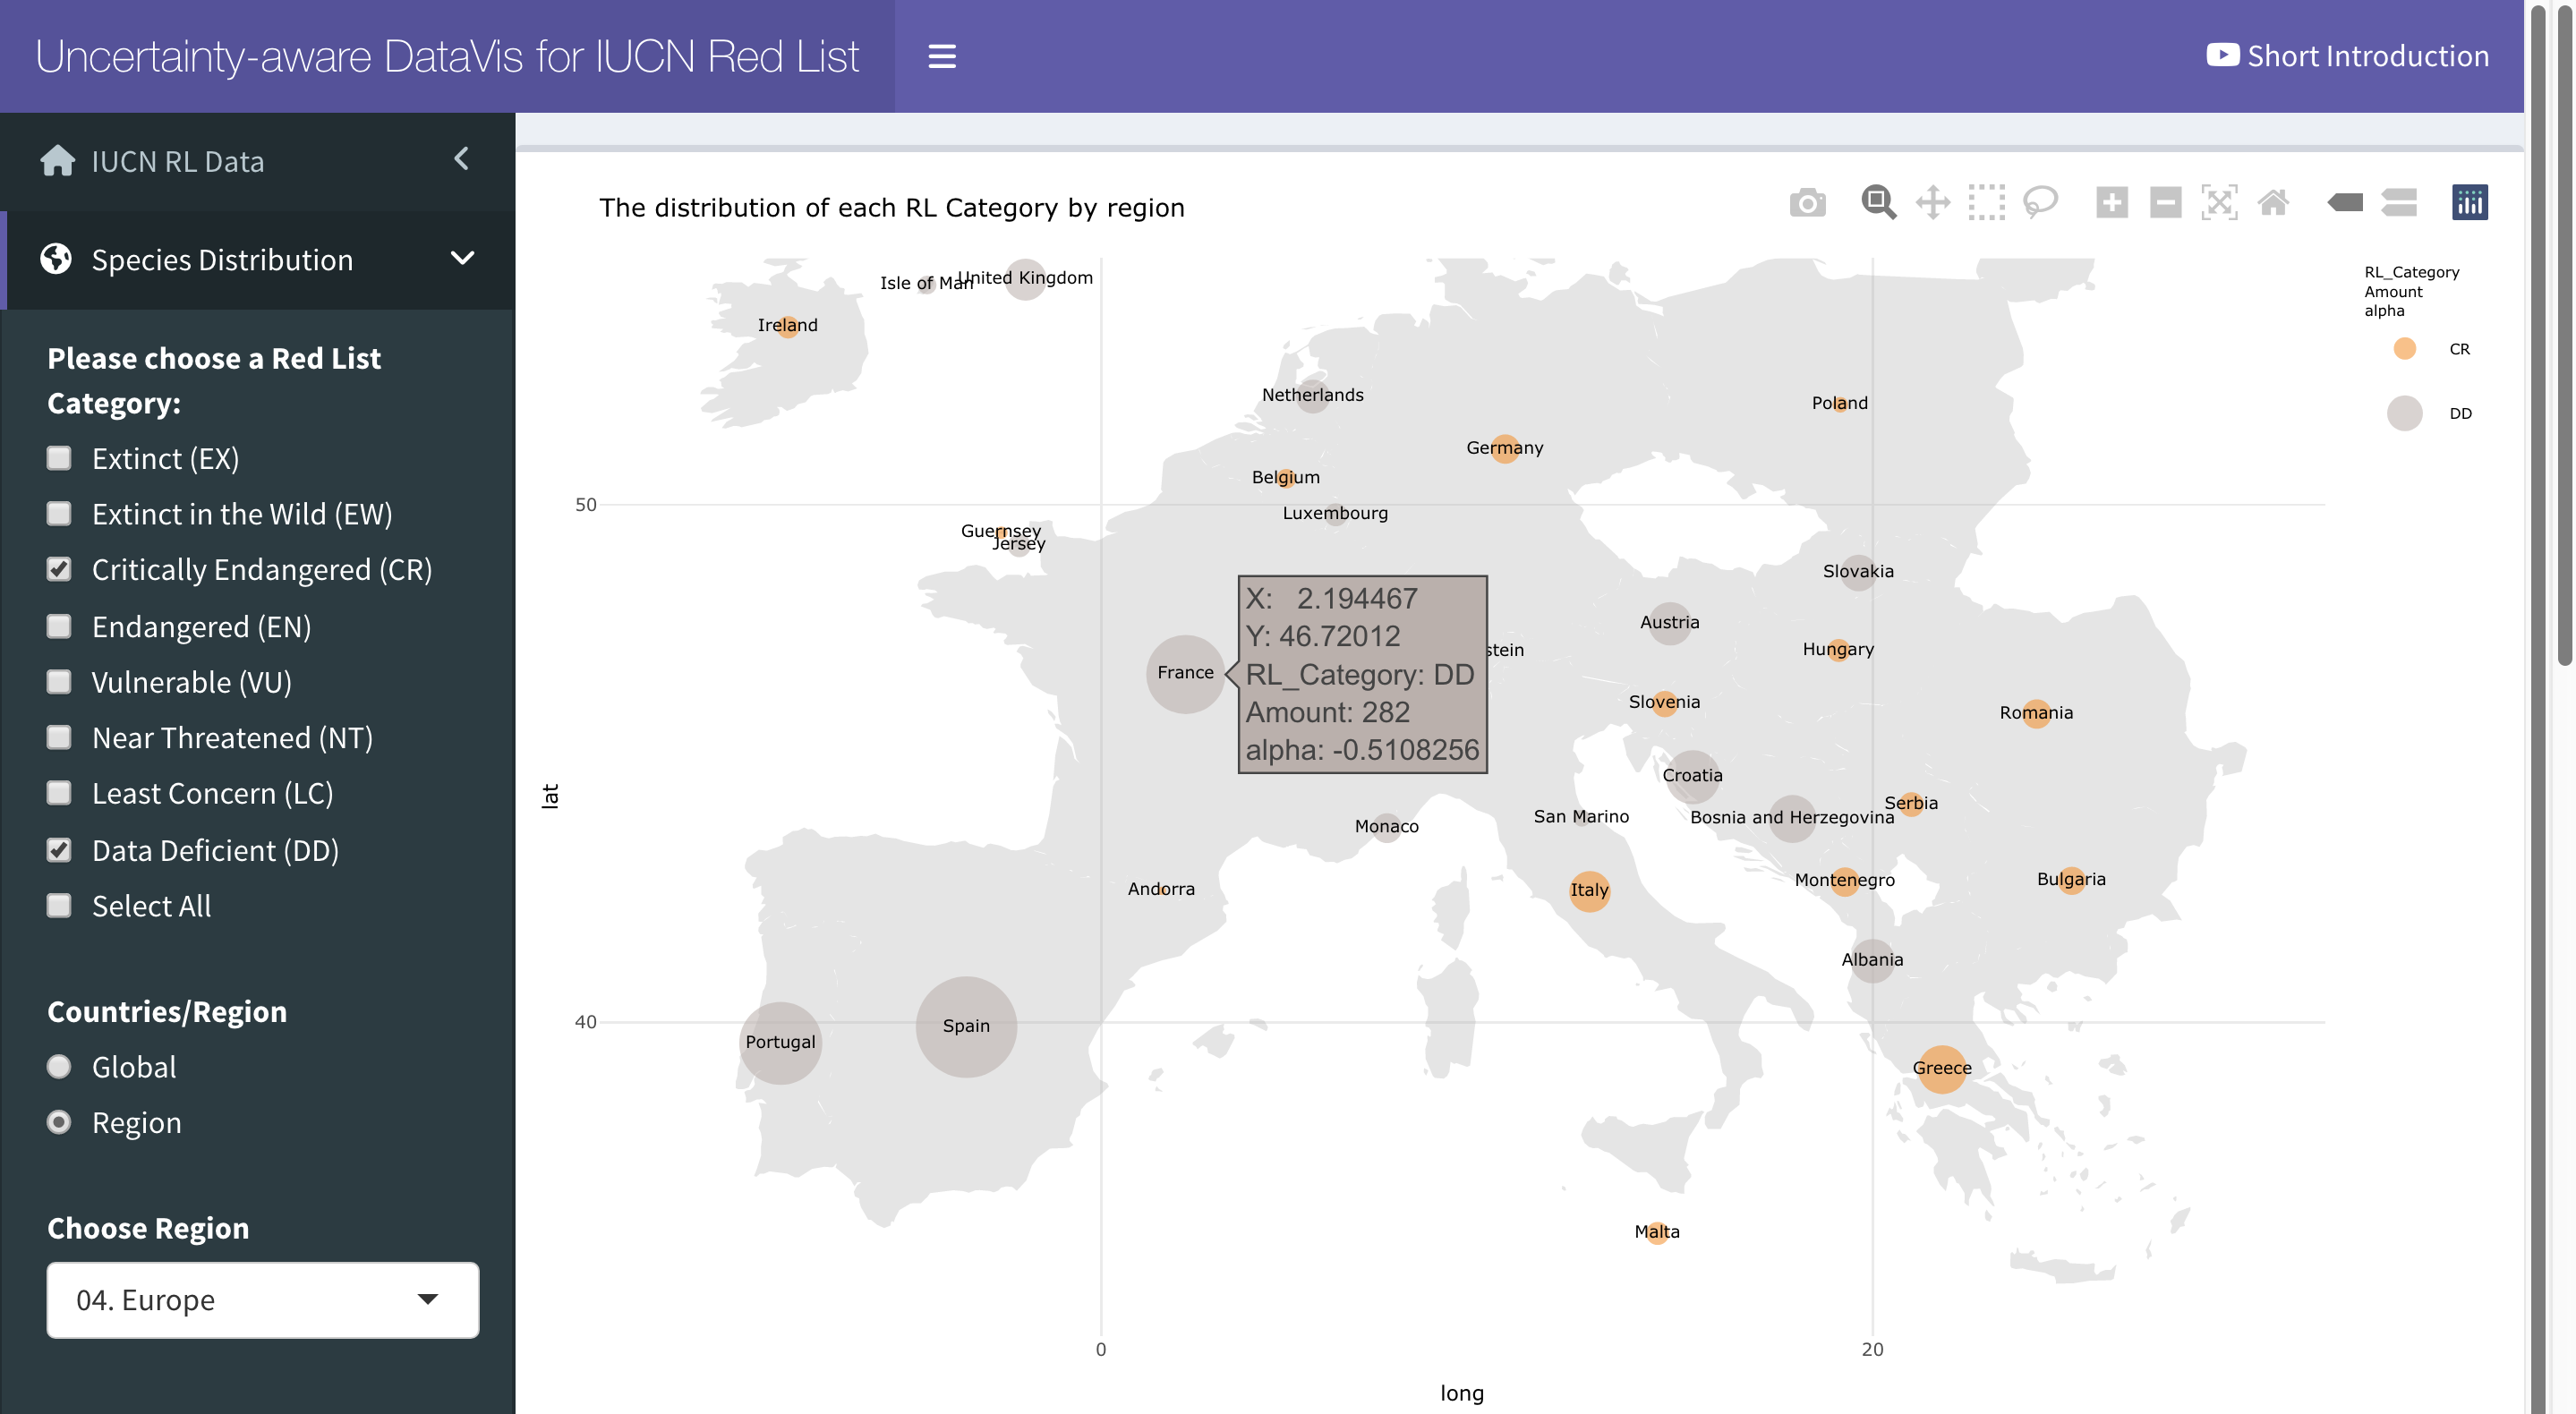 Uncertainty-aware DataVis for IUCN Red List
Short Introduction
IUCN RL Data
Species Distribution
Please choose a Red List
Category:
Extinct (EX)
Extinct in the Wild (EW)
Critically Endangered (CR)
Endangered (EN)
Vulnerable (VU)
Near Threatened (NT)
Least Concern (LC)
Data Deficient (DD)
Select All
Countries/Region
Global
Region
Choose Region
04. Europe
The distribution of each RL Category by region
RL_Category
Amount
alpha
CR
DD
Isle of Man
United Kingdom
Ireland
Netherlands
Poland
Germany
Belgium
50
Luxembourg
Guernsey
Jersey
Slovakia
X: 2.194467
Y: 46.72012
RL_Category: DD
Amount: 282
alpha: -0.5108256
Austria
stein
Hungary
France
Slovenia
Romania
Croatia
lat
Serbia
San Marino
Bosnia and Herzegovina
Monaco
Montenegro
Bulgaria
Andorra
Italy
Albania
40
Spain
Portugal
Greece
Malta
0
20
long